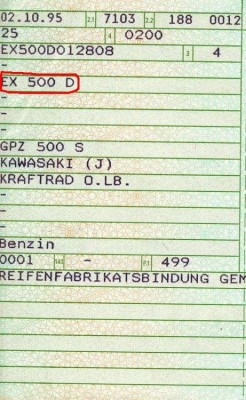 02.10.95 2.1 7103 2.2 188 0012
25 4 0200
EX500D012808 3 4
-
EX 500 D
-
-
-
GPZ 500 S
KAWASAKI (J)
KRAFTRAD O.LB.
-
-
-
Benzin
0001 - P.1 499
REIFENFABRIKATSBINDUNG GEM